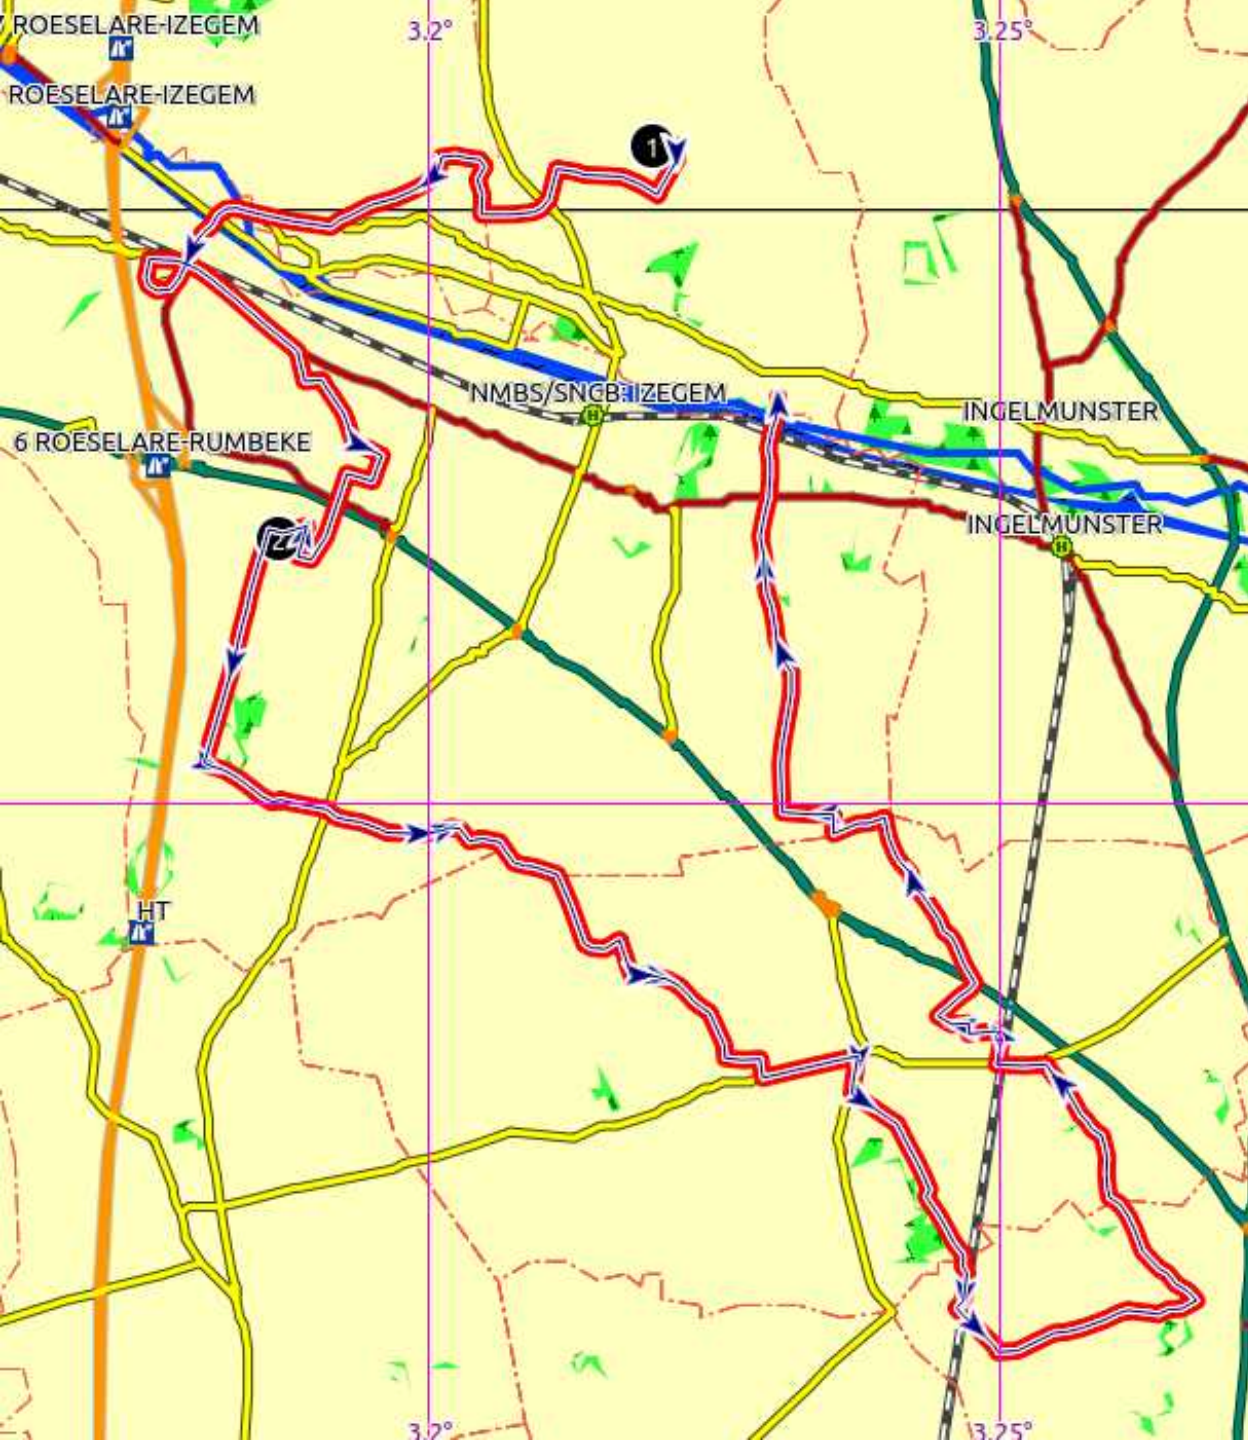 7 ROESELARE-IZEGEM
3.2°
3.25°
ROESELARE-IZEGEM
1
NMBS/SNCB: IZEGEM
H
INGELMUNSTER
6 ROESELARE-RUMBEKE
INGELMUNSTER
H
2
HT
3.2°
3.25°